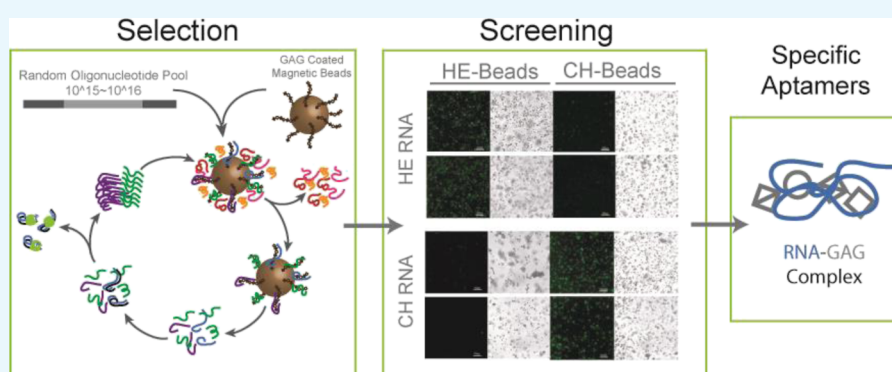 Selection
Random Oligonucleotide Pool
10^15~10^16
GAG Coated
Magnetic Beads
Screening
HE-Beads
CH-Beads
HE RNA
CH RNA
Specific
Aptamers
RNA-GAG
Complex